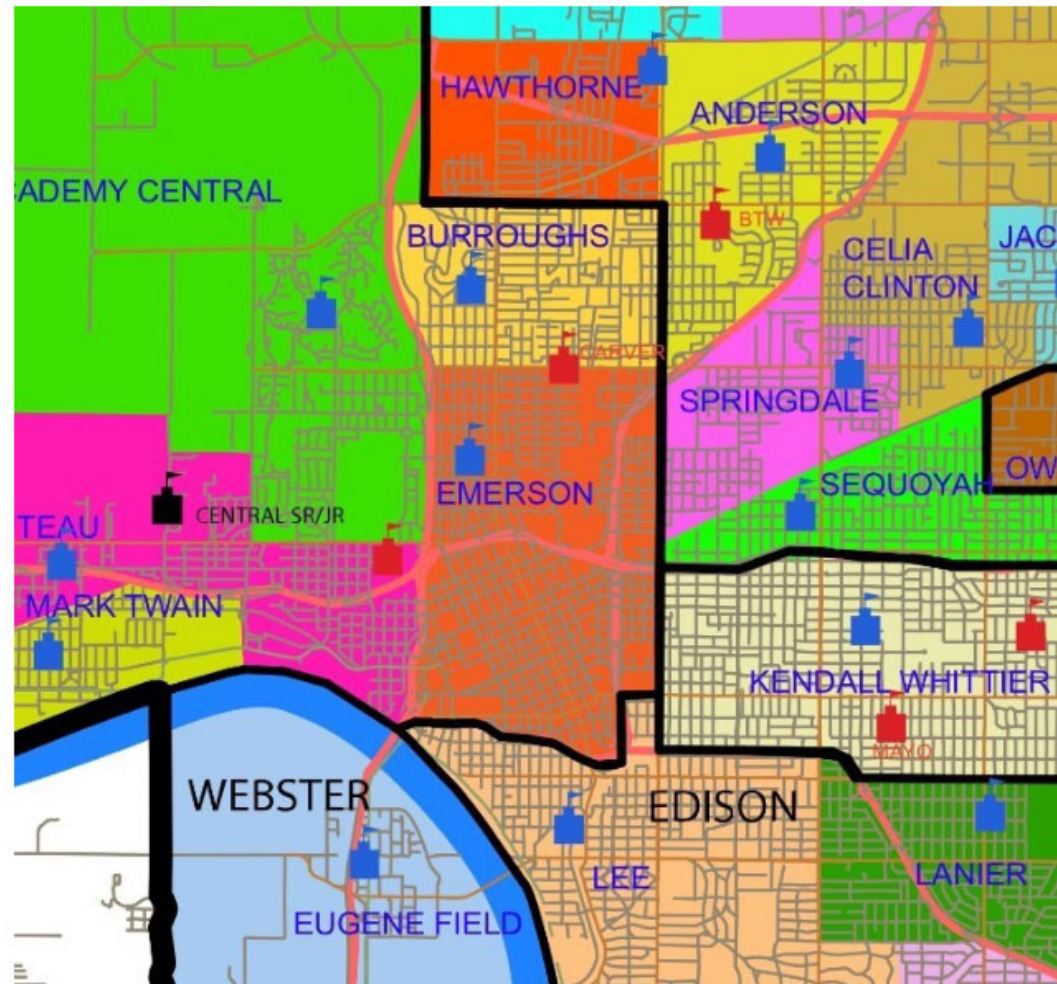 HAWTHORNE
ANDERSON
CADEMY CENTRAL
BTW
BURROUGHS
CELIA
CLINTON
JAC
CARVER
SPRINGDALE
SEQUOYAH
OW
EMERSON
CENTRAL SR/JR
TEAU
MARK TWAIN
KENDALL WHITTIER
MAYO
WEBSTER
EDISON
LEE
LANIER
EUGENE FIELD